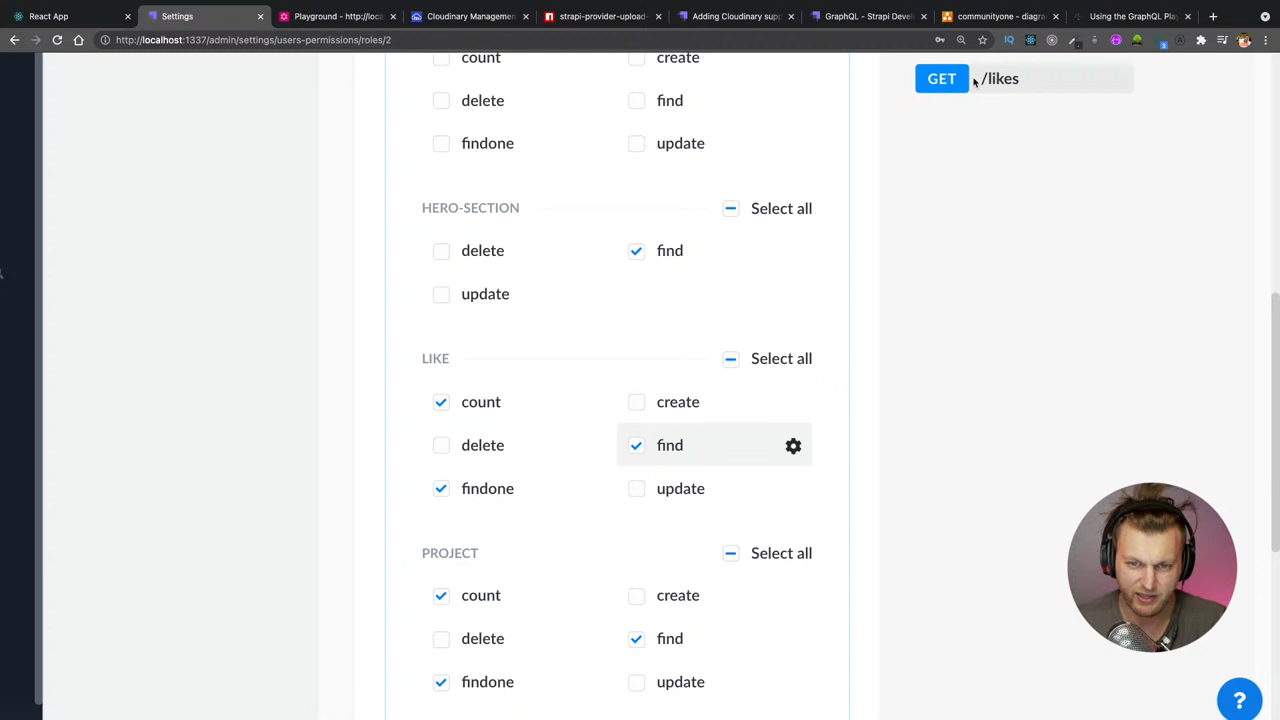 React App
Settings
Playground - http://loca
Cloudinary Managemen
strapi-provider-upload-
Adding Cloudinary supp
GraphQL - Strapi Devel
communityone - diagra
Using the GraphQL Play
http://localhost:1337/admin/settings/users-permissions/roles/2
count
create
GET /likes
delete
find
findone
update
HERO-SECTION
Select all
delete
find
update
LIKE
Select all
count
create
delete
find
findone
update
PROJECT
Select all
count
create
delete
find
findone
update
?